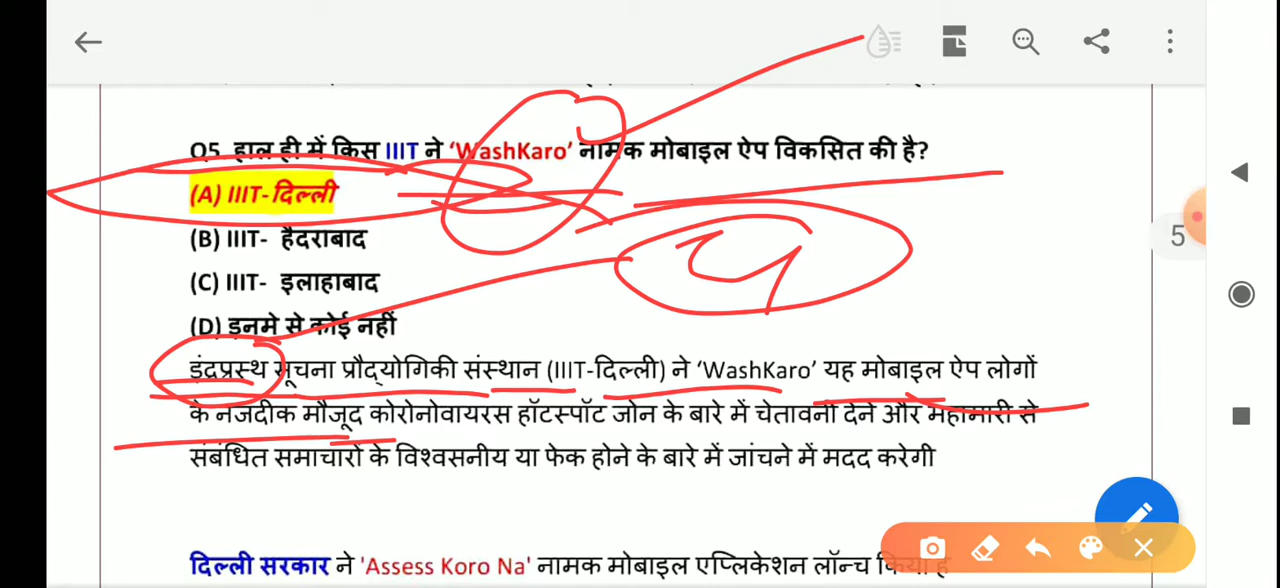 Q5 हाल ही में किस IIIT ने ‘WashKaro’ नामक मोबाइल ऐप विकसित की है?
(A) IIIT-दिल्ली
(B) IIIT- हैदराबाद
(C) IIIT- इलाहाबाद
(D) इनमे से कोई नहीं
इंद्रप्रस्थ सूचना प्रौद्योगिकी संस्थान (IIIT-दिल्ली) ने ‘WashKaro’ यह मोबाइल ऐप लोगों
के नजदीक मौजूद कोरोनोवायरस हॉटस्पॉट जोन के बारे में चेतावनी देने और महामारी से
संबंधित समाचारों के विश्वसनीय या फेक होने के बारे में जांचने में मदद करेगी
5
दिल्ली सरकार ने 'Assess Koro Na' नामक मोबाइल एप्लिकेशन लॉन्च किया है